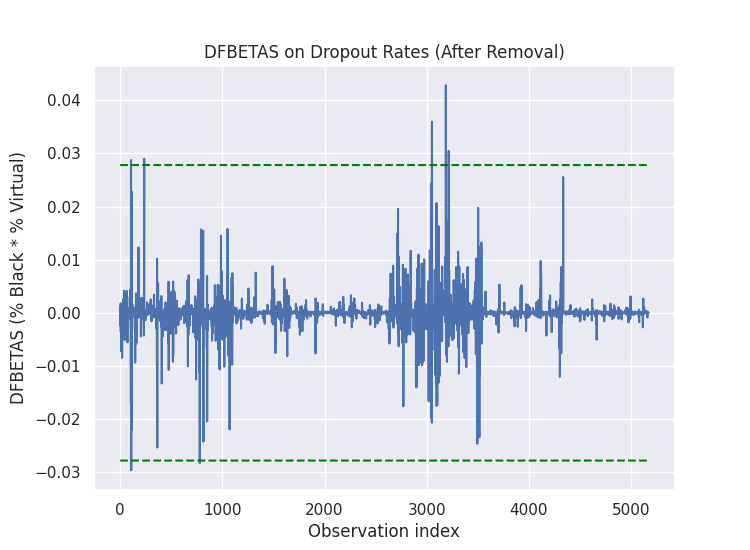 DFBETAS on Dropout Rates (After Removal)
DFBETAS (% Black * % Virtual)
0.04
0.03
0.02
0.01
0.00
−0.01
−0.02
−0.03
0 1000 2000 3000 4000 5000
Observation index